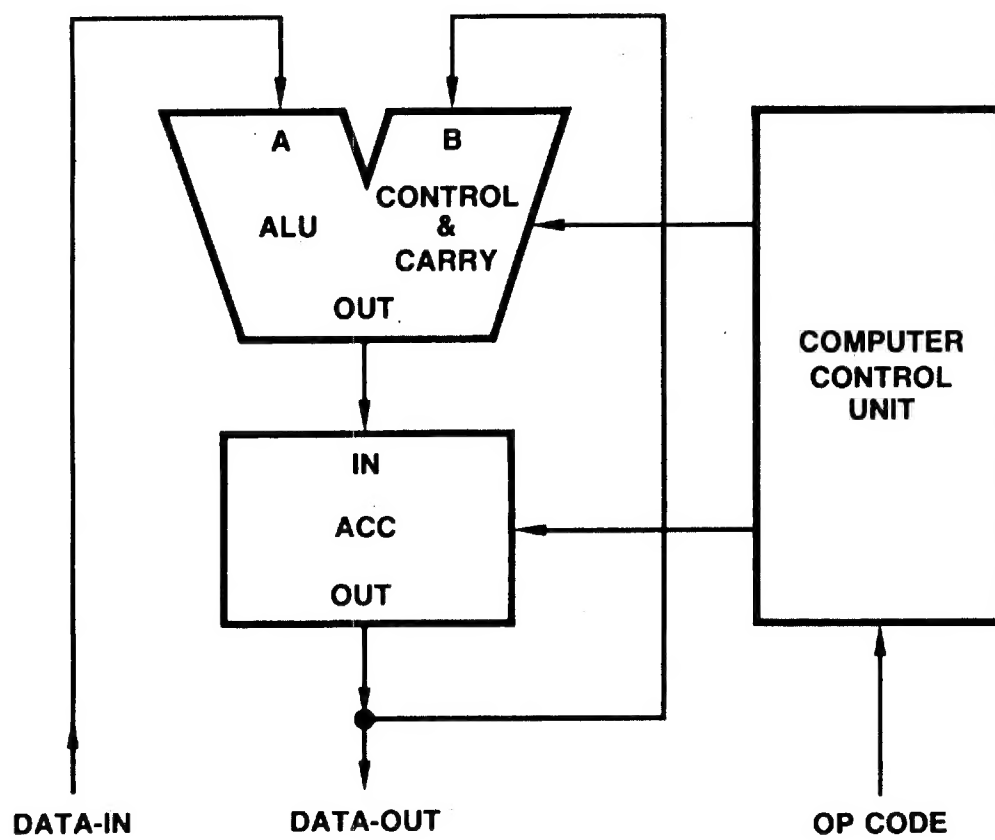 A
B
ALU
CONTROL
&
CARRY
OUT
COMPUTER
CONTROL
UNIT
IN
ACC
OUT
DATA-IN
DATA-OUT
OP CODE